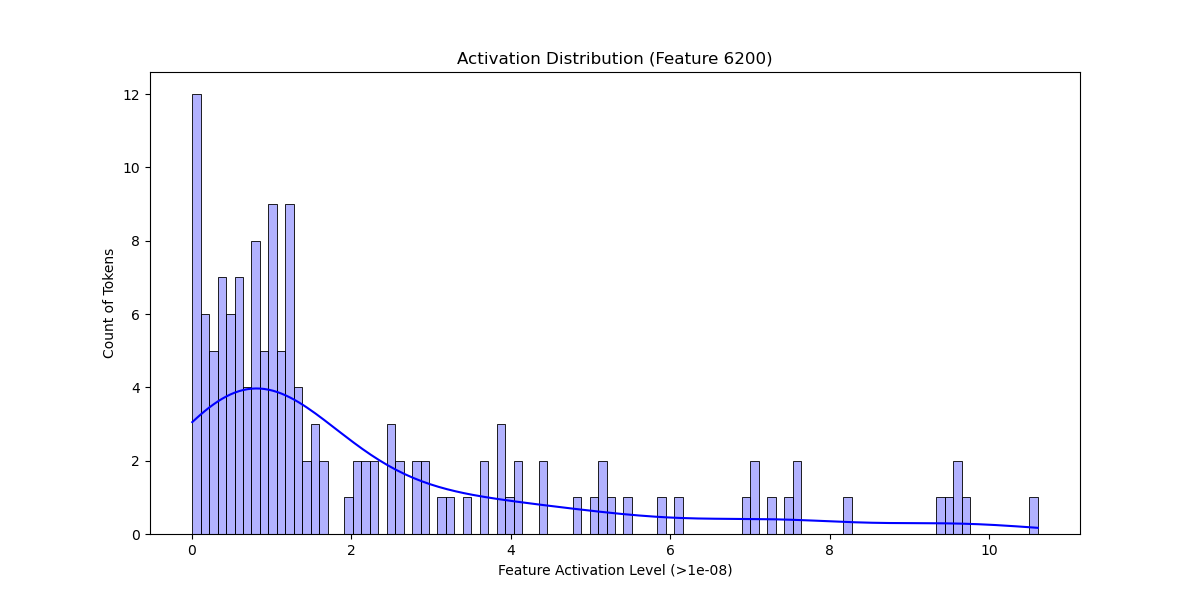 Activation Distribution (Feature 6200)
12
10
8
6
4
2
0
Count of Tokens
0 2 4 6 8 10
Feature Activation Level (>1e-08)